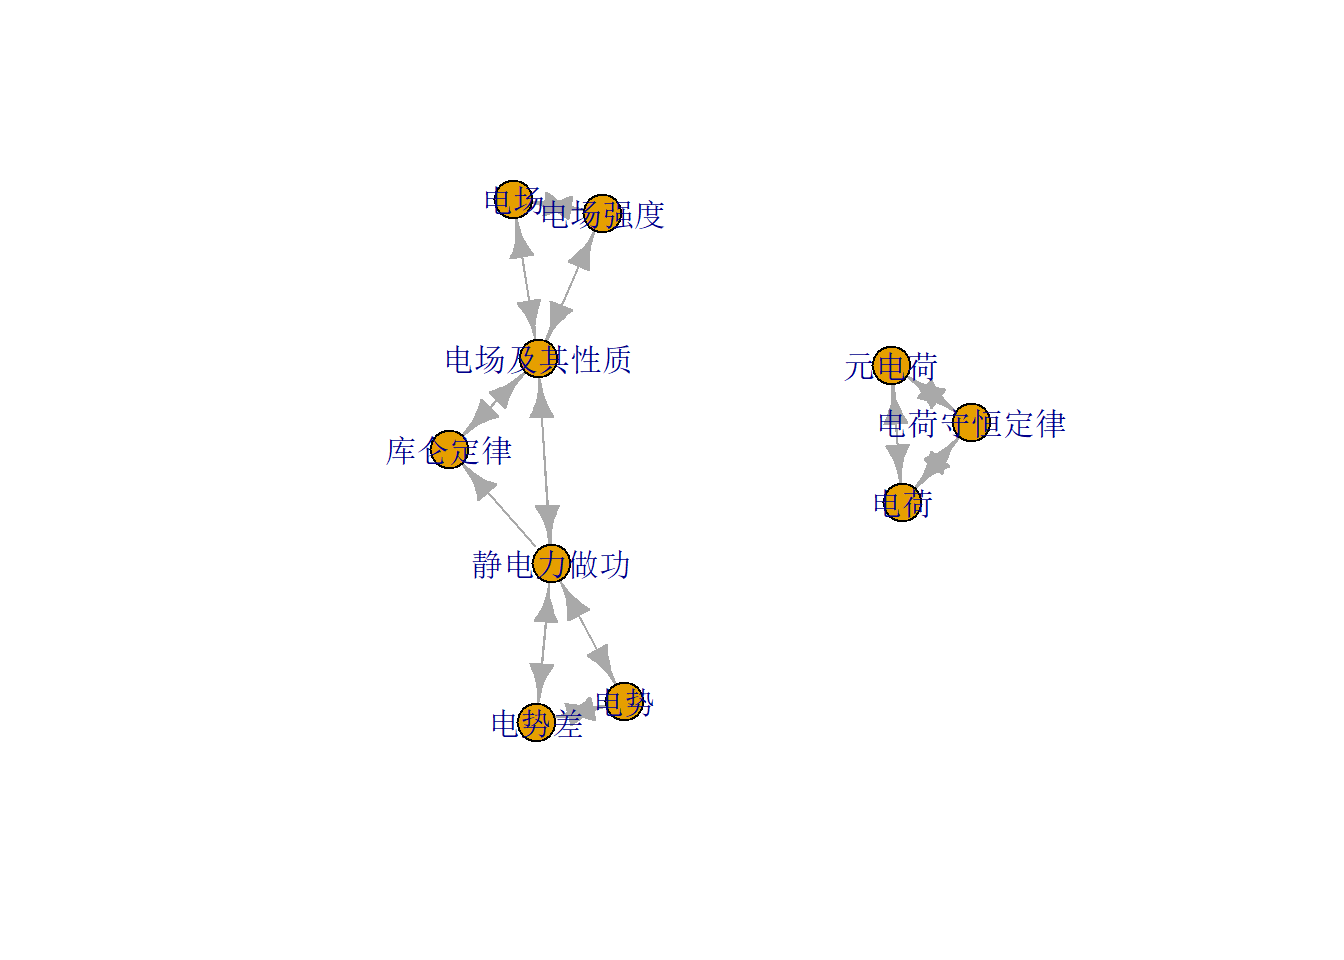 电场
电场强度
电场及其性质
元电荷
电荷守恒定律
库仑定律
电荷
静电力做功
电势
电势差